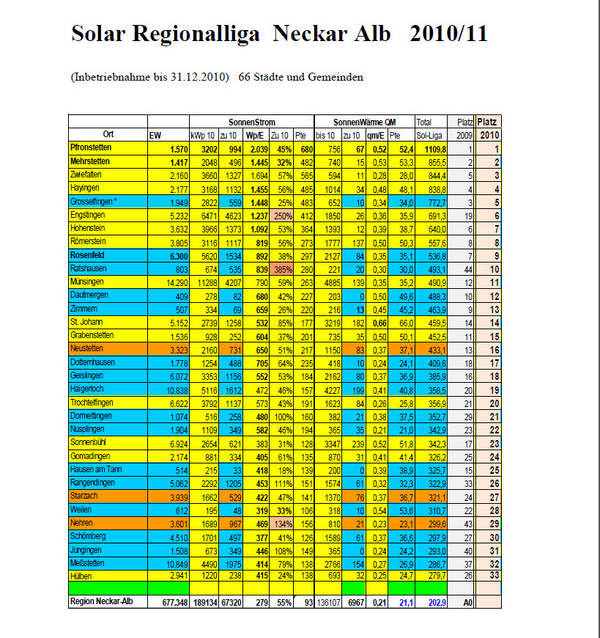 Solar Regionalliga Neckar Alb 2010/11
(Inbetriebnahme bis 31.12.2010) 66 Städte und Gemeinden
SonnenStrom SonnenWärme QM Total Platz Platz
Ort EW kWp 10 zu 10 Wp/E Zu 10 Pte bis 10 zu 10 qm/E Pte Sol-Liga 2009 2010
Pfronstetten 1.570 3202 994 2.039 45% 680 756 67 0,52 52,4 1109,8 1 1
Mehrstetten 1.417 2048 496 1.445 32% 482 740 15 0,53 53,3 855,5 2 2
Zwiefalten 2.160 3660 1327 1.694 57% 565 594 11 0,28 28,0 844,4 5 3
Hayingen 2.177 3168 1132 1.455 56% 485 1014 34 0,48 48,1 838,8 4 4
Grosselfingen * 1.949 2822 559 1.448 25% 483 652 10 0,34 34,0 772,7 3 5
Engstingen 5.232 6471 4623 1.237 250% 412 1850 26 0,36 35,9 691,3 19 6
Hohenstein 3.632 3966 1373 1.092 53% 364 1393 12 0,39 38,7 640,0 6 7
Römerstein 3.805 3116 1117 819 56% 273 1777 137 0,50 50,3 557,6 8 8
Rosenfeld 6.300 5620 1534 892 38% 297 2127 84 0,35 35,1 536,8 7 9
Ratshausen 803 674 535 839 385% 280 221 20 0,30 30,0 493,1 44 10
Münsingen 14.290 11288 4207 790 59% 263 4885 139 0,35 35,2 490,9 12 11
Dautmergen 409 278 82 680 42% 227 203 0 0,50 49,6 488,3 10 12
Zimmern 507 334 69 659 26% 220 216 13 0,45 45,2 463,9 9 13
St. Johann 5.152 2739 1258 532 85% 177 3219 182 0,66 66,0 459,5 14 14
Grabenstetten 1.536 928 252 604 37% 201 735 35 0,50 50,1 452,5 11 15
Neustetten 3.323 2160 731 650 51% 217 1150 83 0,37 37,1 433,1 13 16
Dotternhausen 1.778 1254 488 705 64% 235 418 10 0,24 24,1 409,6 18 17
Geislingen 6.072 3353 1156 552 53% 184 2162 80 0,37 36,9 385,9 16 18
Haigerloch 10.838 5116 1612 472 46% 157 4227 199 0,41 40,8 358,5 20 19
Trochtelfingen 6.622 3792 1137 573 43% 191 1623 84 0,26 25,8 356,9 21 20
Dormettingen 1.074 516 258 480 100% 160 382 21 0,38 37,5 352,7 29 21
Nusplingen 1.904 1109 349 582 46% 194 365 35 0,21 21,0 342,9 22 22
Sonnenbühl 6.924 2654 621 383 31% 128 3347 239 0,52 51,8 342,3 17 23
Gomadingen 2.174 881 334 405 61% 135 870 31 0,41 41,4 326,2 25 24
Hausen am Tann 514 215 33 418 18% 139 200 0 0,39 38,9 325,7 15 25
Rangendingen 5.062 2292 1205 453 111% 151 1574 61 0,32 32,3 322,9 33 26
Starzach 3.939 1662 529 422 47% 141 1370 76 0,37 36,7 321,1 24 27
Weilen 612 195 48 319 33% 106 318 10 0,54 53,6 310,7 22 28
Nehren 3.601 1689 967 469 134% 156 810 21 0,23 23,1 299,6 43 29
Schömberg 4.510 1701 497 377 41% 126 1589 61 0,37 36,6 297,9 27 30
Jungingen 1.508 673 349 446 108% 149 365 0 0,24 24,2 293,0 40 31
Meßstetten 10.849 4490 1975 414 79% 138 2766 154 0,27 26,9 286,7 37 32
Hülben 2.941 1220 238 415 24% 138 693 32 0,25 24,7 279,7 26 33
Region Neckar-Alb 677.348 189134 67320 279 55% 93 136107 6967 0,21 21,1 202,9 A0